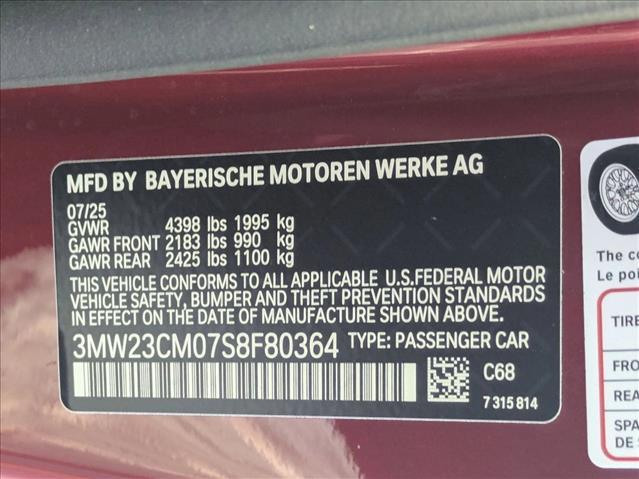 MFD BY BAYERISCHE MOTOREN WERKE AG
07/25
GVWR 4398 lbs 1995 kg
GAWR FRONT 2183 lbs 990 kg
GAWR REAR 2425 lbs 1100 kg
THIS VEHICLE CONFORMS TO ALL APPLICABLE U.S.FEDERAL MOTOR
VEHICLE SAFETY, BUMPER AND THEFT PREVENTION STANDARDS
IN EFFECT ON THE DATE OF MANUFACTURE SHOWN ABOVE.
3MW23CM07S8F80364 TYPE: PASSENGER CAR
C68
7 315 814
The co
Le poi
TIRE
FRO
REA
SPA
DE S